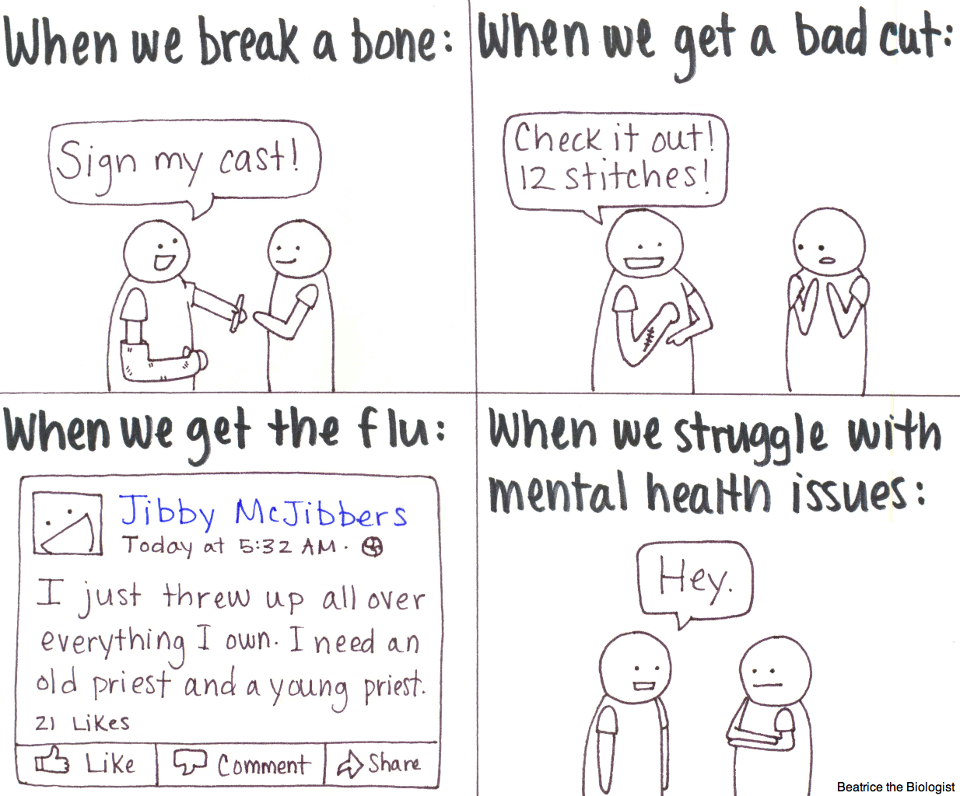 When we break a bone:
Sign my cast!
When we get a bad cut:
Check it out!
12 stitches!
When we get the flu:
Jibby McJibbers
Today at 5:32 AM ·
I just threw up all over
everything I own. I need an
old priest and a young priest.
21 Likes
Like
Comment
Share
When we struggle with
mental health issues:
Hey.
Beatrice the Biologist